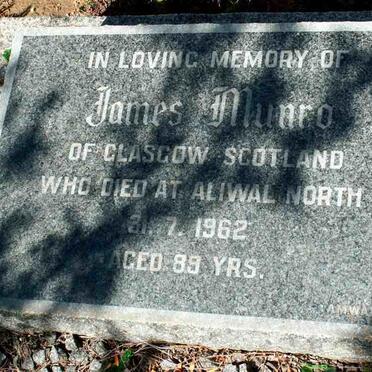 IN LOVING MEMORY OF
James Munro
OF GLASGOW SCOTLAND
WHO DIED AT ALIWAL NORTH
31. 7. 1962
AGED 89 YRS.